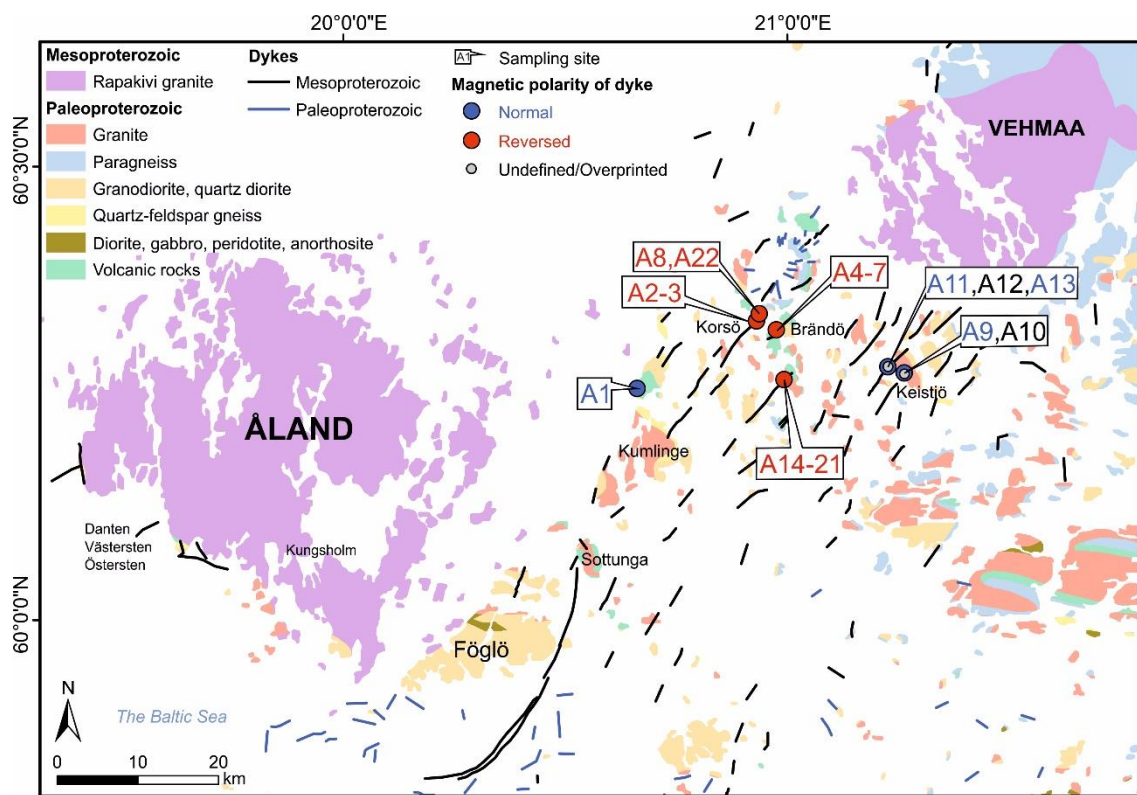 20°0'0"E
21°0'0"E
Mesoproterozoic
Rapakivi granite
Paleoproterozoic
Granite
Paragneiss
Granodiorite, quartz diorite
Quartz-feldspar gneiss
Diorite, gabbro, peridotite, anorthosite
Volcanic rocks
Dykes
Mesoproterozoic
Paleoproterozoic
A1 Sampling site
Magnetic polarity of dyke
Normal
Reversed
Undefined/Overprinted
VEHMAA
60°30'N
A8,A22
A4-7
A2-3
A11,A12,A13
Korsö
Brändö
A9,A10
A1
Keistjö
ÅLAND
Kumlinge
A14-21
Danten
Västersten
Östersten
Kungsholm
Sottunga
60°0'0"N
Föglö
N
The Baltic Sea
0 10 20
km